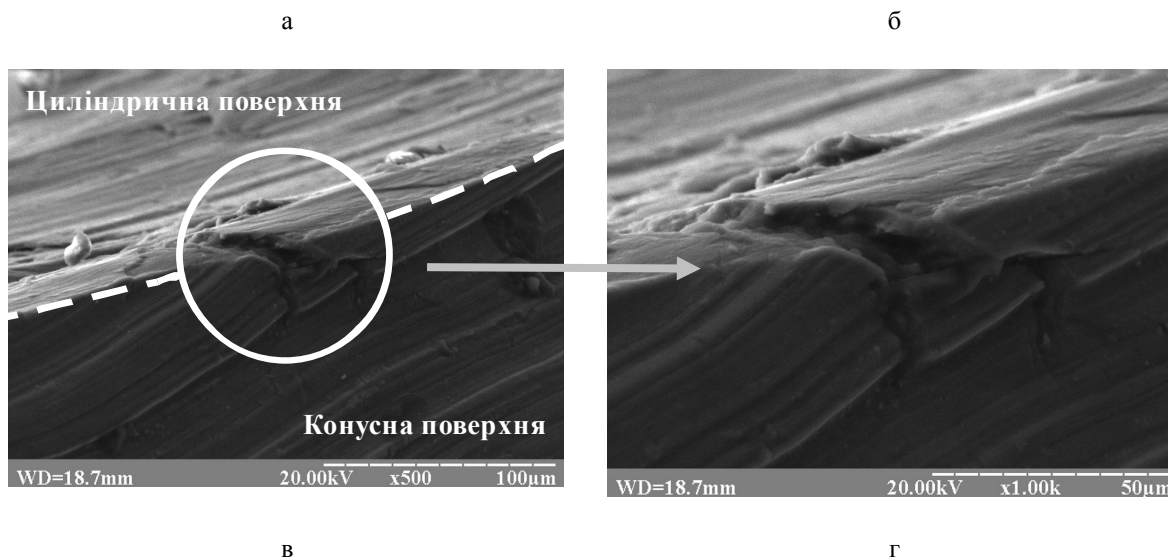 а б
Циліндрична поверхня
Конусна поверхня
WD=18.7mm 20.00kV x500 100µm
WD=18.7mm 20.00kV x1.00k 50µm
в г